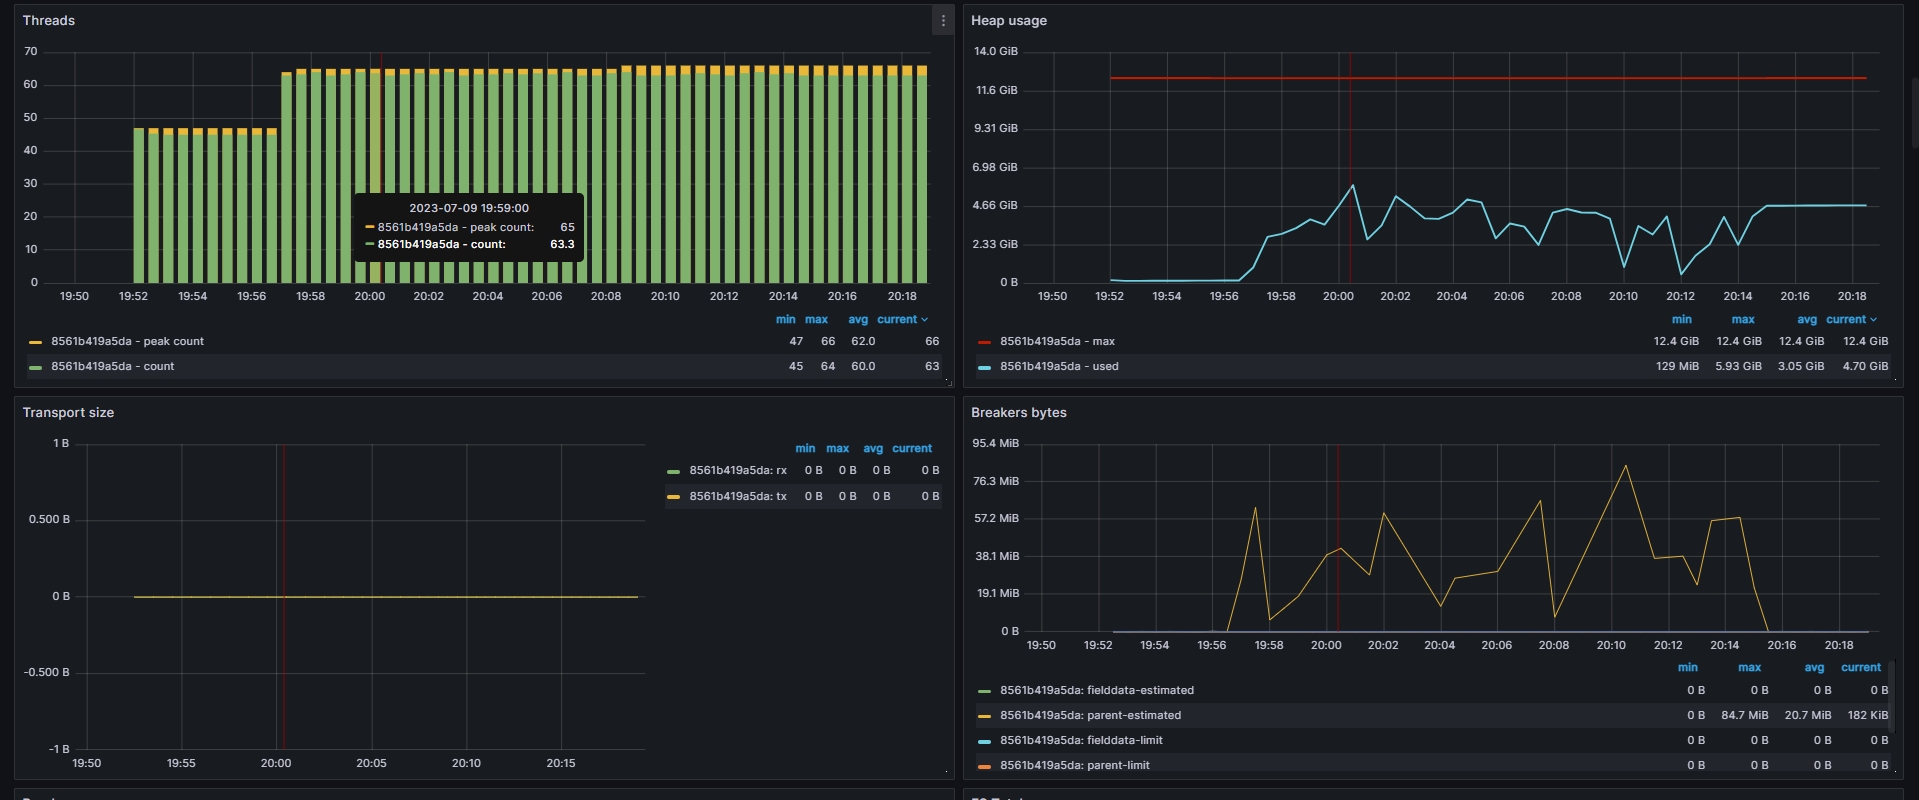 Threads
70
60
50
40
30
20
10
0
2023-07-09 19:59:00
8561b419a5da - peak count: 65
8561b419a5da - count: 63.3
19:50 19:52 19:54 19:56 19:58 20:00 20:02 20:04 20:06 20:08 20:10 20:12 20:14 20:16 20:18
min max avg current
8561b419a5da - peak count 47 66 62.0 66
8561b419a5da - count 45 64 60.0 63
Heap usage
14.0 GiB
11.6 GiB
9.31 GiB
6.98 GiB
4.66 GiB
2.33 GiB
0 B
19:50 19:52 19:54 19:56 19:58 20:00 20:02 20:04 20:06 20:08 20:10 20:12 20:14 20:16 20:18
min max avg current
8561b419a5da - max 12.4 GiB 12.4 GiB 12.4 GiB 12.4 GiB
8561b419a5da - used 129 MiB 5.93 GiB 3.05 GiB 4.70 GiB
Transport size
1 B
0.500 B
0 B
-0.500 B
-1 B
19:50 19:55 20:00 20:05 20:10 20:15
min max avg current
8561b419a5da: rx 0 B 0 B 0 B 0 B
8561b419a5da: tx 0 B 0 B 0 B 0 B
Breakers bytes
95.4 MiB
76.3 MiB
57.2 MiB
38.1 MiB
19.1 MiB
0 B
19:50 19:52 19:54 19:56 19:58 20:00 20:02 20:04 20:06 20:08 20:10 20:12 20:14 20:16 20:18
min max avg current
8561b419a5da: fielddata-estimated 0 B 0 B 0 B 0 B
8561b419a5da: parent-estimated 0 B 84.7 MiB 20.7 MiB 182 KiB
8561b419a5da: fielddata-limit 0 B 0 B 0 B 0 B
8561b419a5da: parent-limit 0 B 0 B 0 B 0 B